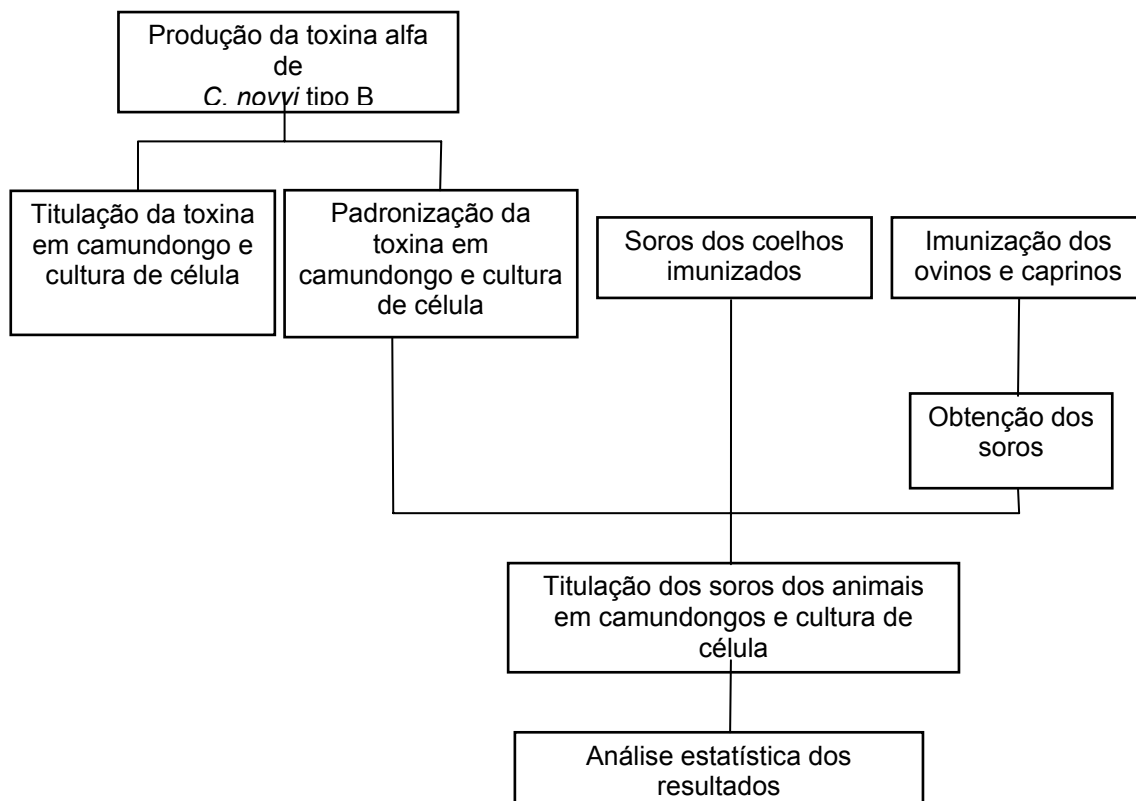 Produção da toxina alfa
de
C. novyi tipo B
Titulação da toxina
em camundongo e
cultura de célula
Padronização da
toxina em
camundongo e cultura
de célula
Soros dos coelhos
imunizados
Imunização dos
ovinos e caprinos
Obtenção dos
soros
Titulação dos soros dos animais
em camundongos e cultura de
célula
Análise estatística dos
resultados